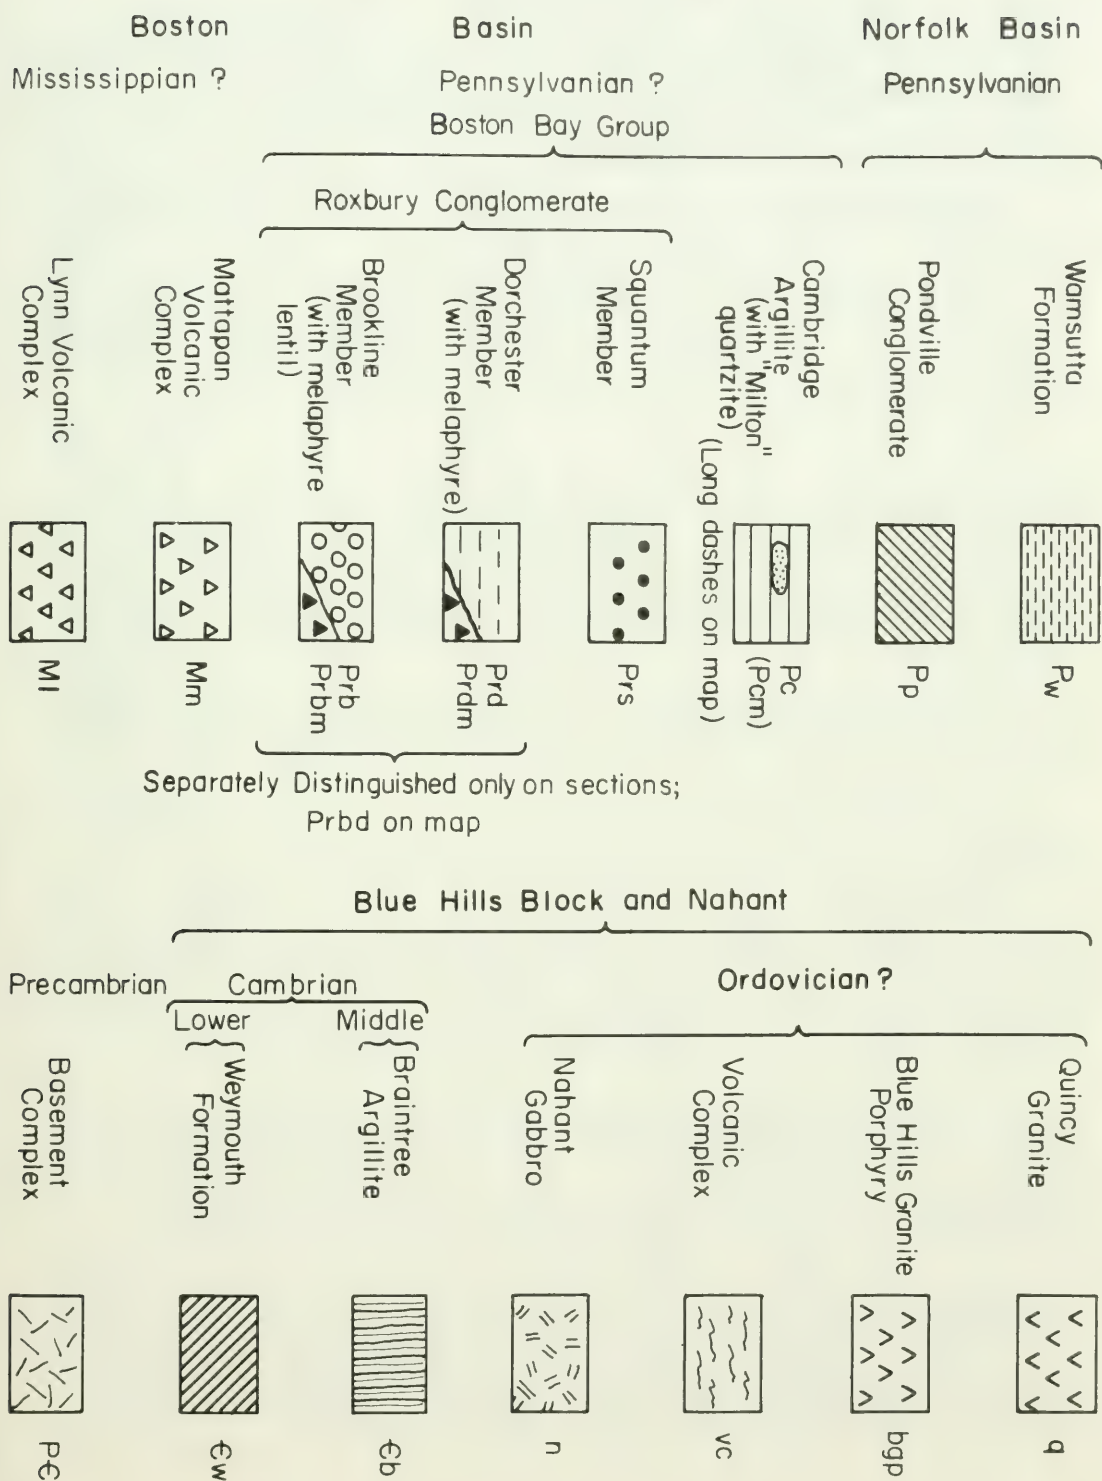 Boston Basin
Norfolk Basin
Mississippian ?
Pennsylvanian ?
Pennsylvanian
Boston Bay Group
Roxbury Conglomerate
Lynn Volcanic
Complex
Ml
Mattapan
Volcanic
Complex
Mm
Brookline
Member
(with melaphyre
lentil)
Prb
Prbm
Dorchester
Member
(with melaphyre)
Prd
Prdm
Squantum
Member
Prs
Cambridge
Argillite
(with "Milton"
quartzite)
(Long dashes on map)
Pc
(Pcm)
Pondville
Conglomerate
Pp
Wamsutta
Formation
Pw
Separately Distinguished only on sections;
Prbd on map
Blue Hills Block and Nahant
Precambrian
Cambrian
Ordovician ?
Lower
Middle
Basement
Complex
P€
Weymouth
Formation
€w
Braintree
Argillite
€b
Nahant
Gabbro
n
Volcanic
Complex
vc
Blue Hills Granite
Porphyry
bgp
Quincy
Granite
q